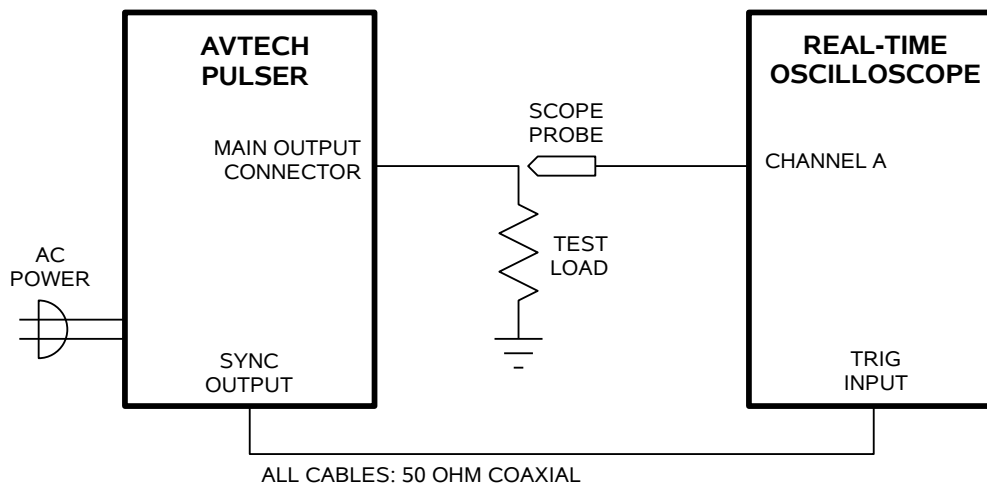 AVTECH
PULSER
MAIN OUTPUT
CONNECTOR
AC
POWER
SYNC
OUTPUT
SCOPE
PROBE
TEST
LOAD
REAL-TIME
OSCILLOSCOPE
CHANNEL A
TRIG
INPUT
ALL CABLES: 50 OHM COAXIAL